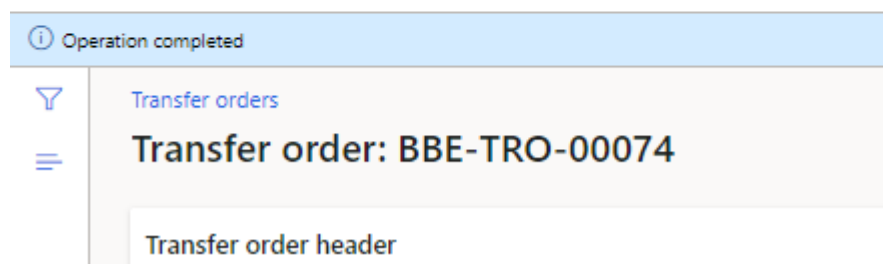 Operation completed
Transfer orders
Transfer order: BBE-TRO-00074
Transfer order header